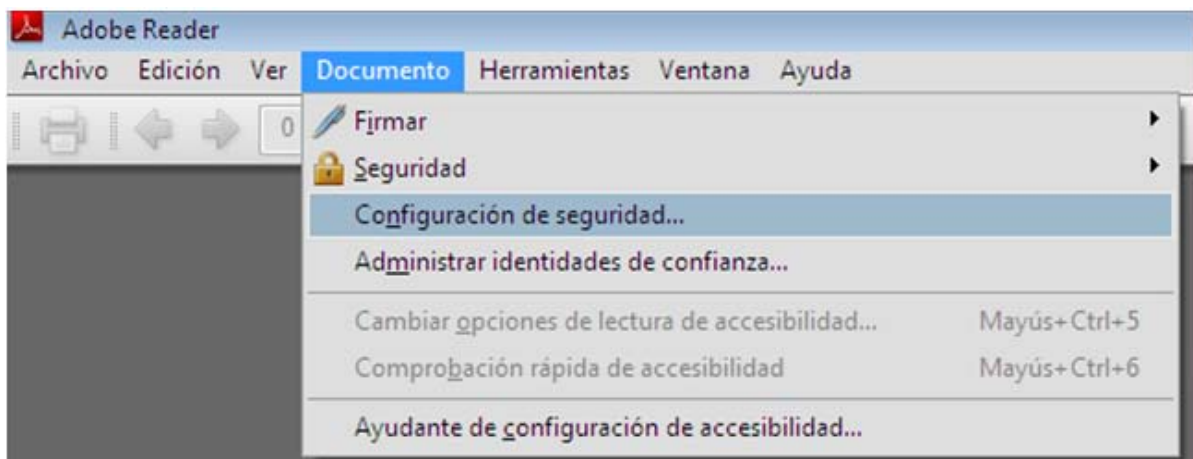 Adobe Reader
Archivo Edición Ver Documento Herramientas Ventana Ayuda
0
Firmar
Seguridad
Configuración de seguridad...
Administrar identidades de confianza...
Cambiar opciones de lectura de accesibilidad... Mayús+Ctrl+5
Comprobación rápida de accesibilidad Mayús+Ctrl+6
Ayudante de configuración de accesibilidad...